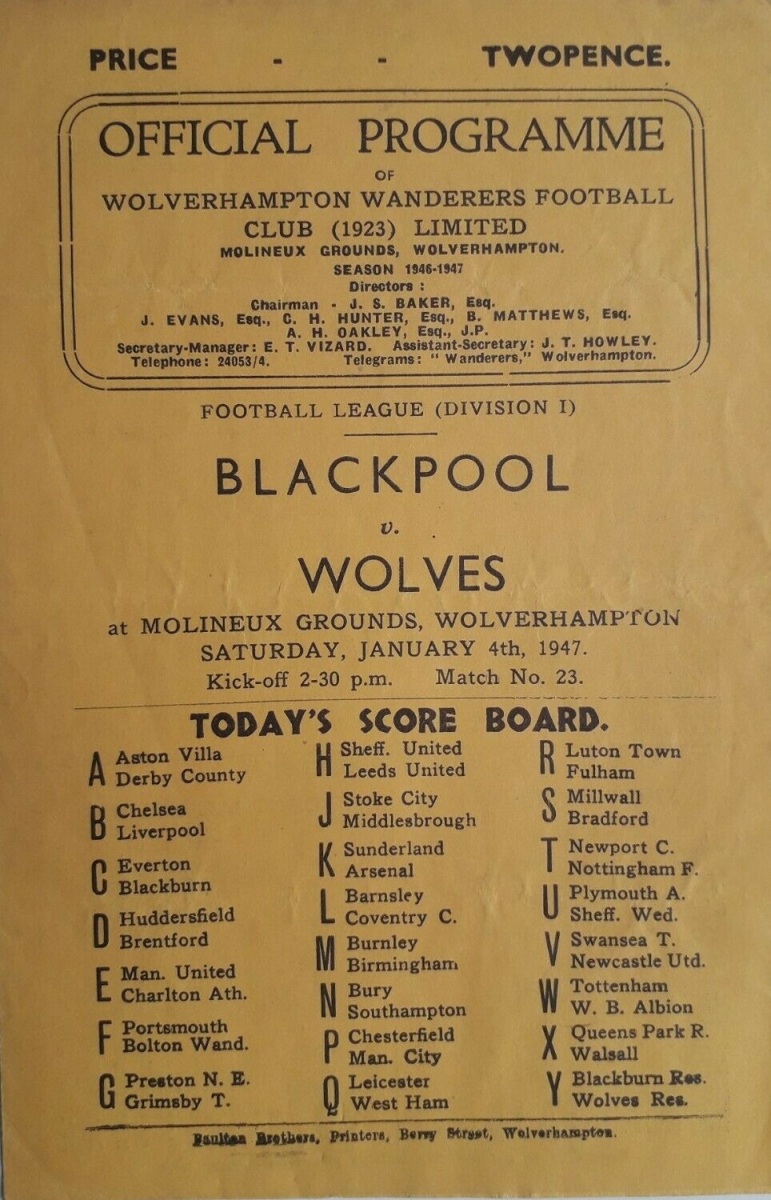 PRICE - - TWOPENCE.
OFFICIAL PROGRAMME
OF
WOLVERHAMPTON WANDERERS FOOTBALL
CLUB (1923) LIMITED
MOLINEUX GROUNDS, WOLVERHAMPTON.
SEASON 1946-1947
Directors :
Chairman - J. S. BAKER, Esq.
J. EVANS, Esq., C. H. HUNTER, Esq., B. MATTHEWS, Esq.
A. H. OAKLEY, Esq., J.P.
Secretary-Manager: E. T. VIZARD. Assistant-Secretary: J. T. HOWLEY.
Telephone: 24053/4. Telegrams: "Wanderers," Wolverhampton.
FOOTBALL LEAGUE (DIVISION I)
BLACKPOOL
v.
WOLVES
at MOLINEUX GROUNDS, WOLVERHAMPTON
SATURDAY, JANUARY 4th, 1947.
Kick-off 2-30 p.m. Match No. 23.
TODAY'S SCORE BOARD.
A Aston Villa
Derby County
B Chelsea
Liverpool
C Everton
Blackburn
D Huddersfield
Brentford
E Man. United
Charlton Ath.
F Portsmouth
Bolton Wand.
G Preston N. E.
Grimsby T.
H Sheff. United
Leeds United
J Stoke City
Middlesbrough
K Sunderland
Arsenal
L Barnsley
Coventry C.
M Burnley
Birmingham
N Bury
Southampton
P Chesterfield
Man. City
Q Leicester
West Ham
R Luton Town
Fulham
S Millwall
Bradford
T Newport C.
Nottingham F.
U Plymouth A.
Sheff. Wed.
V Swansea T.
Newcastle Utd.
W Tottenham
W. B. Albion
X Queens Park R.
Walsall
Y Blackburn Res.
Wolves Res.
Brothers, Printers, Berry Street, Wolverhampton.